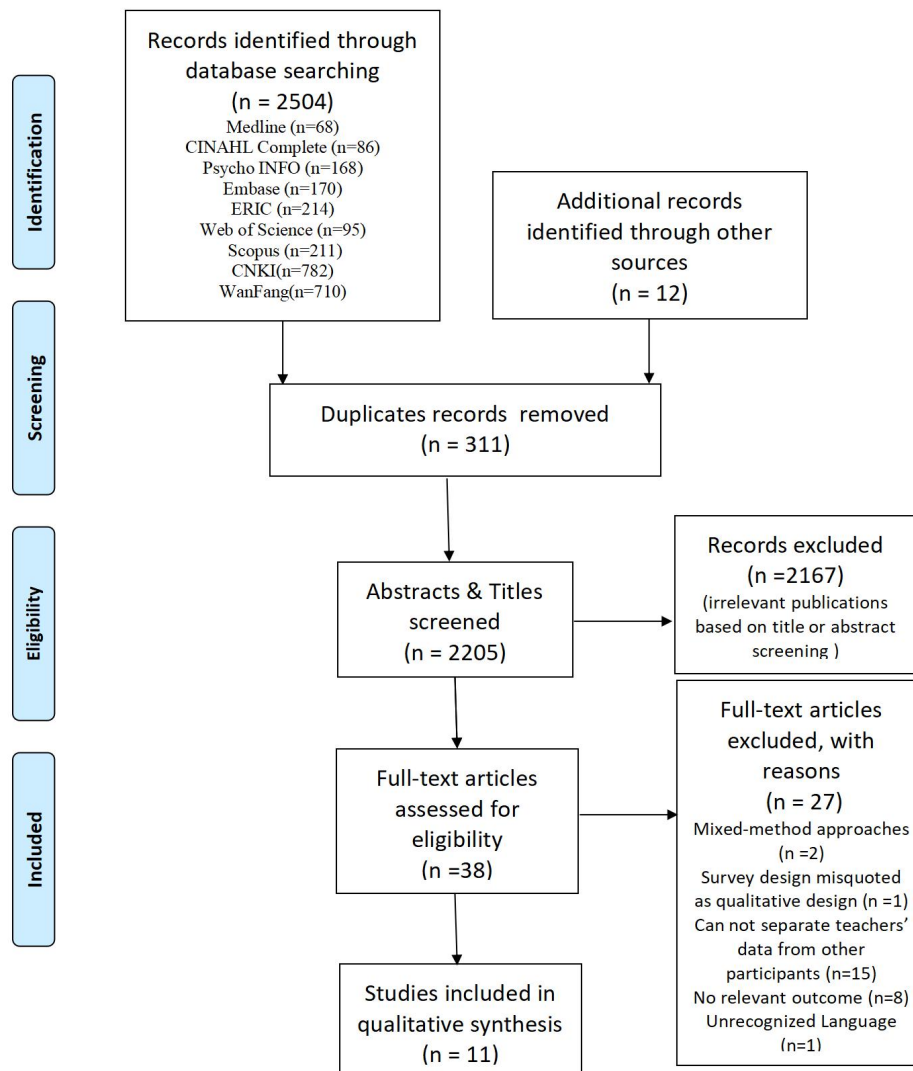 Identification
Records identified through
database searching
(n = 2504)
Medline (n=68)
CINAHL Complete (n=86)
Psycho INFO (n=168)
Embase (n=170)
ERIC (n=214)
Web of Science (n=95)
Scopus (n=211)
CNKI(n=782)
WanFang(n=710)
Additional records
identified through other
sources
(n = 12)
Screening
Duplicates records removed
(n = 311)
Eligibility
Abstracts & Titles
screened
(n = 2205)
Records excluded
(n =2167)
(irrelevant publications
based on title or abstract
screening )
Included
Full-text articles
assessed for
eligibility
(n =38)
Full-text articles
excluded, with
reasons
(n = 27)
Mixed-method approaches
(n =2)
Survey design misquoted
as qualitative design (n =1)
Can not separate teachers’
data from other
participants (n=15)
No relevant outcome (n=8)
Unrecognized Language
(n=1)
Studies included in
qualitative synthesis
(n = 11)